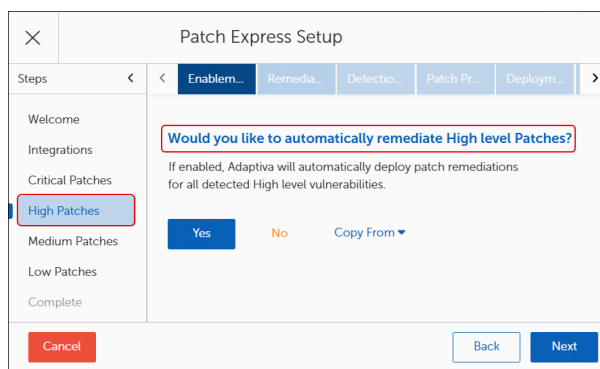 Patch Express Setup
Steps
Enablem...
Remedia...
Detectio...
Patch Pr...
Deploym...
Welcome
Integrations
Critical Patches
High Patches
Medium Patches
Low Patches
Complete
Would you like to automatically remediate High level Patches?
If enabled, Adaptiva will automatically deploy patch remediations
for all detected High level vulnerabilities.
Yes
No
Copy From
Cancel
Back
Next